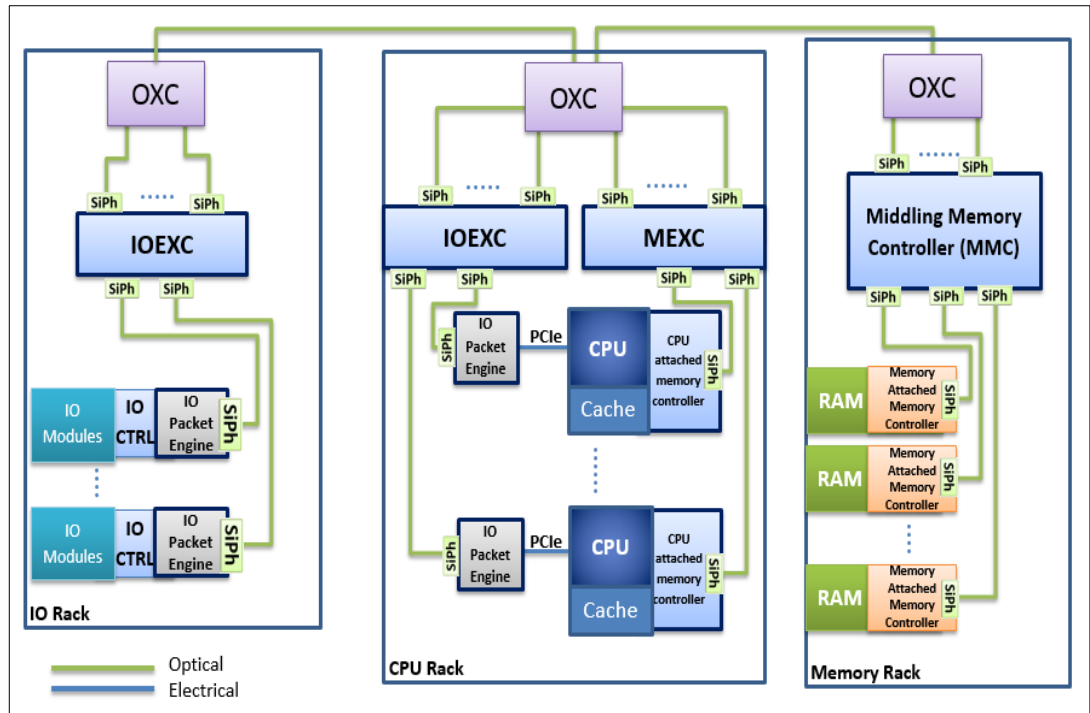 OXC
SiPh
SiPh
IOEXC
SiPh
SiPh
IO
Modules
IO
CTRL
IO
Packet
Engine
SiPh
IO
Modules
IO
CTRL
IO
Packet
Engine
SiPh
IO Rack
Optical
Electrical
OXC
SiPh
SiPh
SiPh
SiPh
IOEXC
MEXC
SiPh
SiPh
SiPh
SiPh
SiPh
IO
Packet
Engine
PCIe
CPU
Cache
CPU
attached
memory
controller
SiPh
SiPh
IO
Packet
Engine
PCIe
CPU
Cache
CPU
attached
memory
controller
SiPh
CPU Rack
OXC
SiPh
SiPh
Middling Memory
Controller (MMC)
SiPh
SiPh
SiPh
RAM
Memory
Attached
Memory
Controller
SiPh
RAM
Memory
Attached
Memory
Controller
SiPh
RAM
Memory
Attached
Memory
Controller
SiPh
Memory Rack